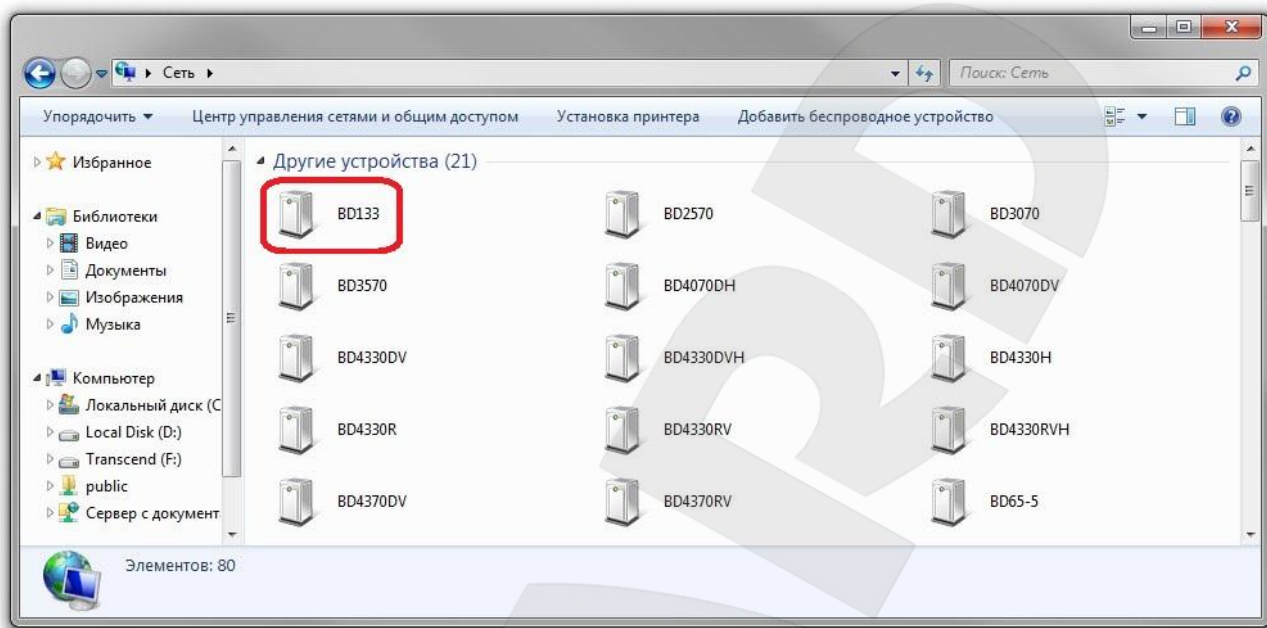 Сеть
Поиск: Сеть
Упорядочить Центр управления сетями и общим доступом Установка принтера Добавить беспроводное устройство
Избранное
Библиотеки
Видео
Документы
Изображения
Музыка
Компьютер
Локальный диск (C
Local Disk (D:)
Transcend (F:)
public
Сервер с документ
Другие устройства (21)
BD133 BD2570 BD3070
BD3570 BD4070DH BD4070DV
BD4330DV BD4330DVH BD4330H
BD4330R BD4330RV BD4330RVH
BD4370DV BD4370RV BD65-5
Элементов: 80